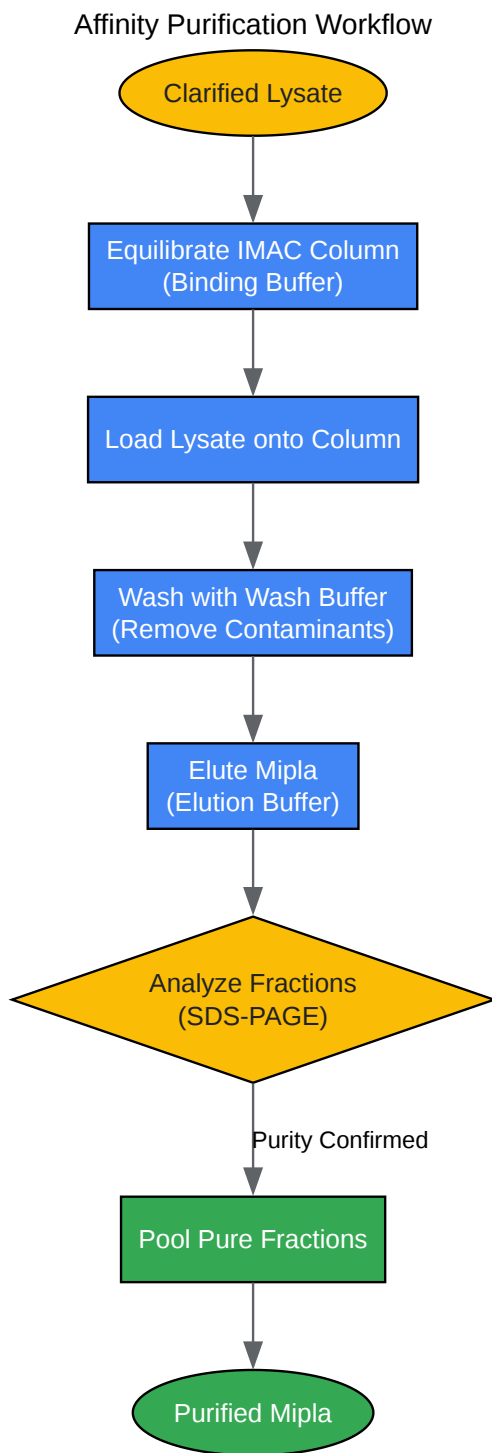 Affinity Purification Workflow
Clarified Lysate
Equilibrate IMAC Column
(Binding Buffer)
Load Lysate onto Column
Wash with Wash Buffer
(Remove Contaminants)
Elute Mipla
(Elution Buffer)
Analyze Fractions
(SDS-PAGE)
Purity Confirmed
Pool Pure Fractions
Purified Mipla